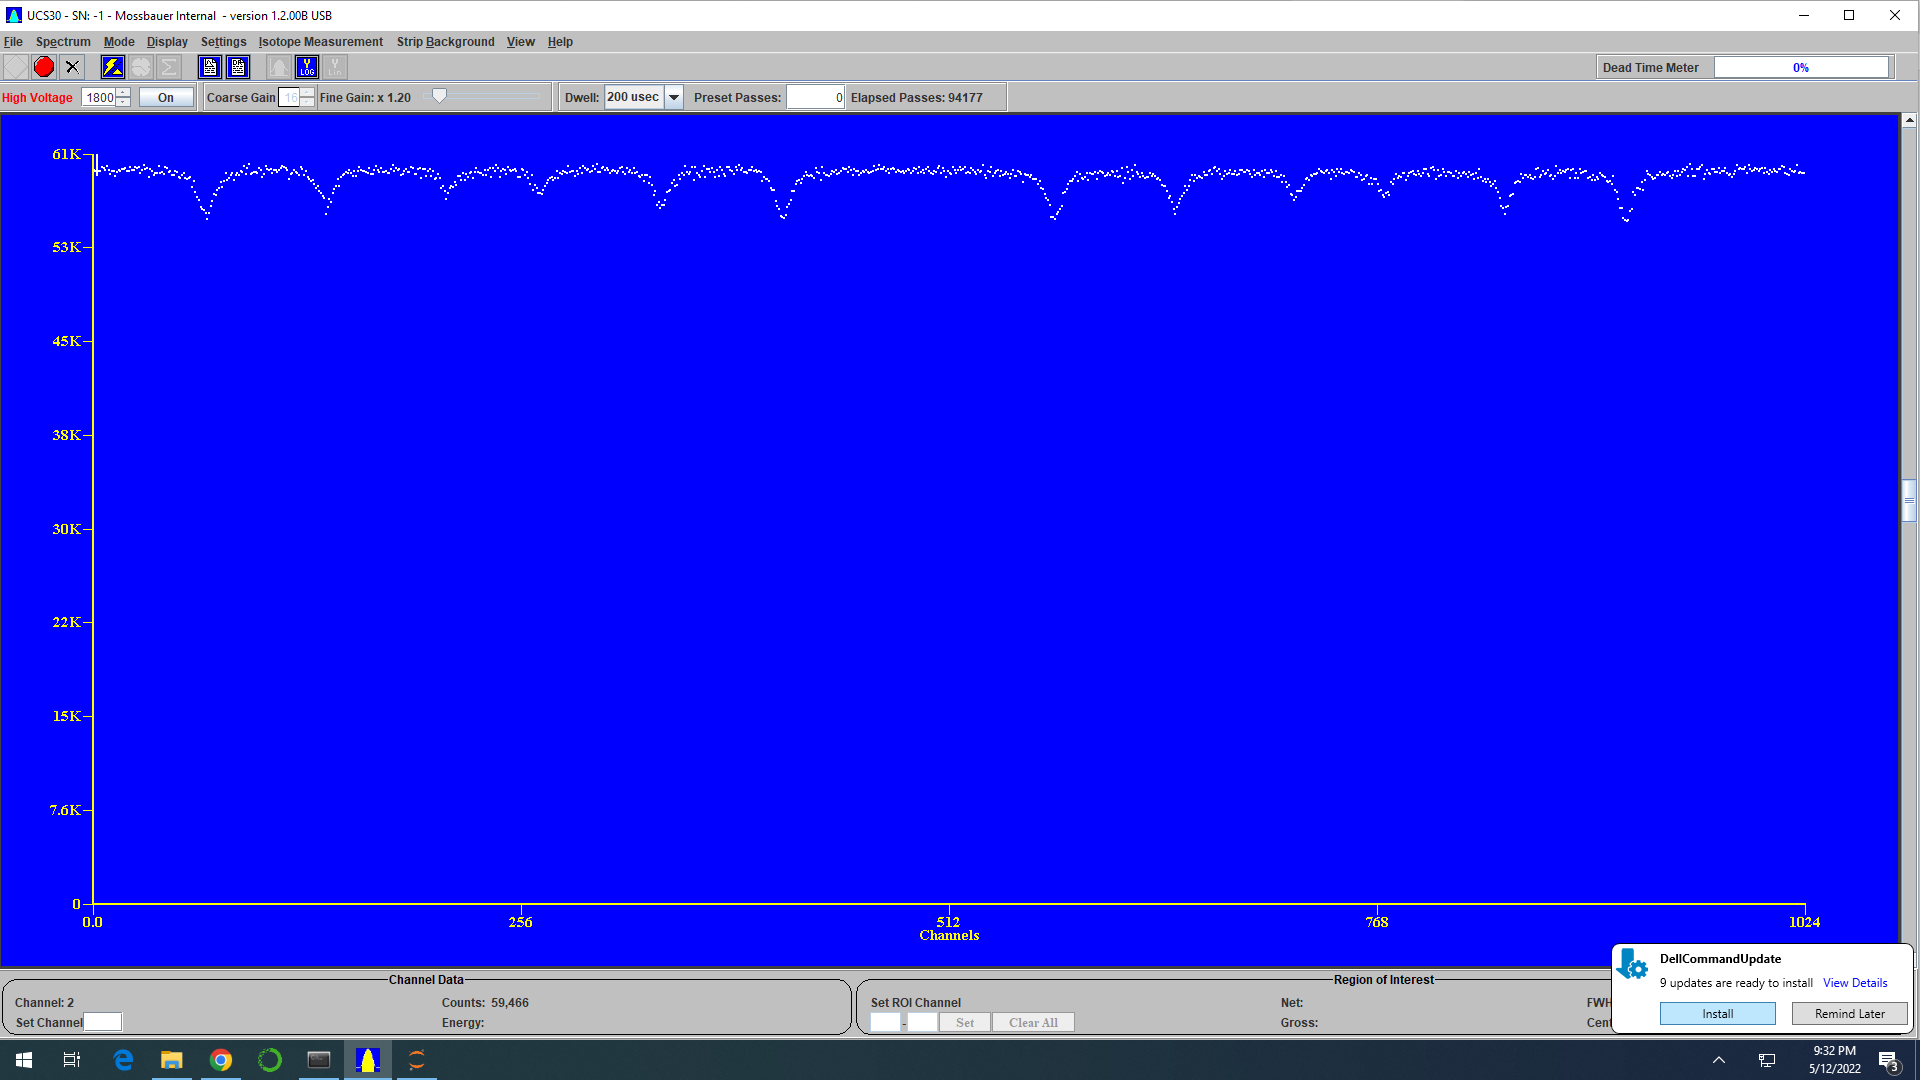 UCS30 - SN: -1 - Mossbauer Internal - version 1.2.00B USB
File Spectrum Mode Display Settings Isotope Measurement Strip Background View Help
Y LOG Y Lin
Dead Time Meter 0%
High Voltage 1800 On Coarse Gain 16 Fine Gain: x 1.20 Dwell: 200 usec Preset Passes: 0 Elapsed Passes: 94177
61K
53K
45K
38K
30K
22K
15K
7.6K
0
0.0 256 512 768 1024
Channels
Channel Data
Channel: 2 Counts: 59,466
Set Channel Energy:
Region of Interest
Set ROI Channel Net: FWH
- Set Clear All Gross: Cent
DellCommandUpdate
9 updates are ready to install View Details
Install Remind Later
9:32 PM
5/12/2022
3